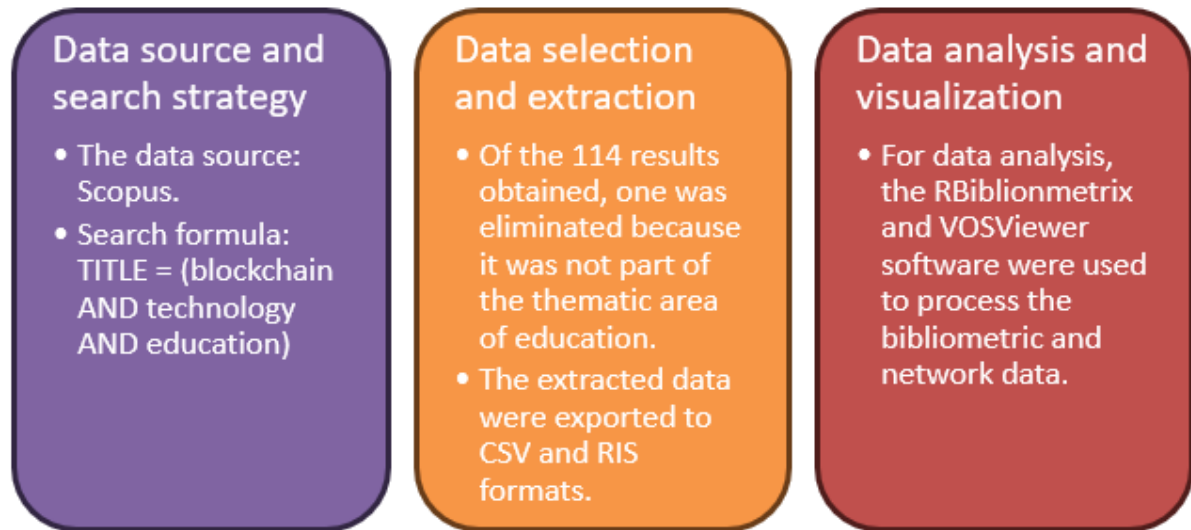 Data source and
search strategy
• The data source:
Scopus.
• Search formula:
TITLE = (blockchain
AND technology
AND education)
Data selection
and extraction
• Of the 114 results
obtained, one was
eliminated because
it was not part of
the thematic area
of education.
• The extracted data
were exported to
CSV and RIS
formats.
Data analysis and
visualization
• For data analysis,
the RBiblionmetrix
and VOSViewer
software were used
to process the
bibliometric and
network data.